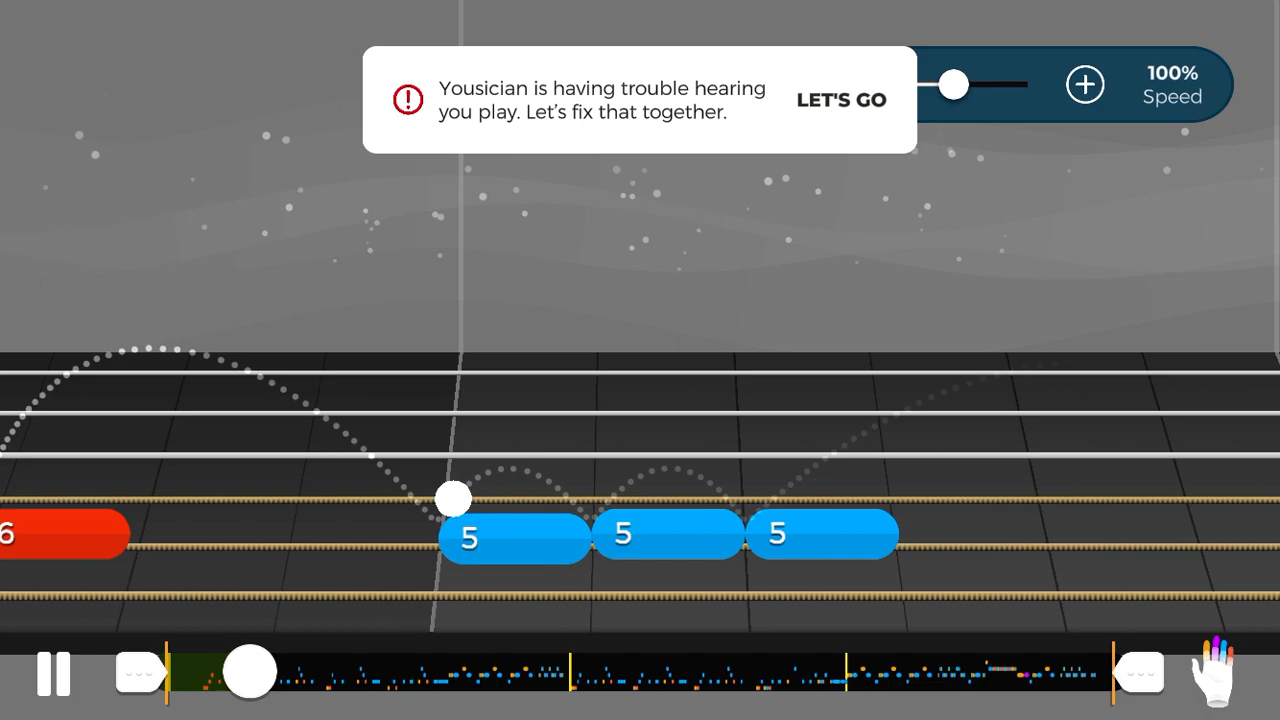 Yousician is having trouble hearing
you play. Let's fix that together.
LET'S GO
100%
Speed
6
5
5
5